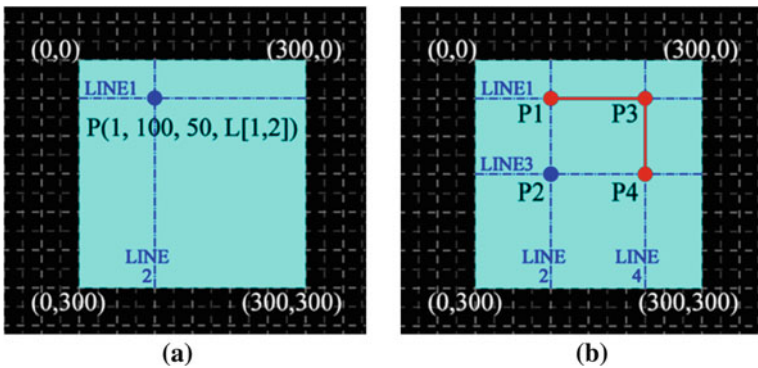 (0,0)
(300,0)
LINE1
P(1, 100, 50, L[1,2])
LINE
2
(0,300)
(300,300)
(a)
(0,0)
(300,0)
LINE1
P1
P3
LINE3
P2
P4
LINE
2
LINE
4
(0,300)
(300,300)
(b)